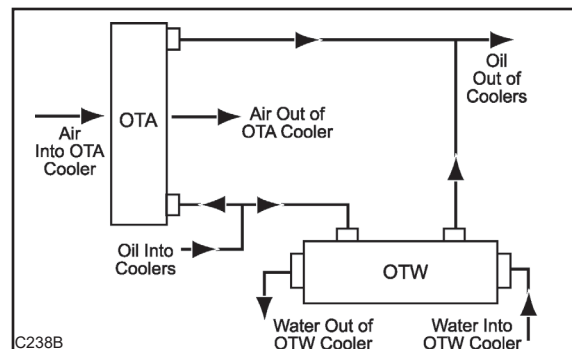 Oil
Out of
Coolers
Air
Into OTA
Cooler
OTA
Air Out of
OTA Cooler
Oil Into
Coolers
OTW
Water Out of
OTW Cooler
Water Into
OTW Cooler
C238B